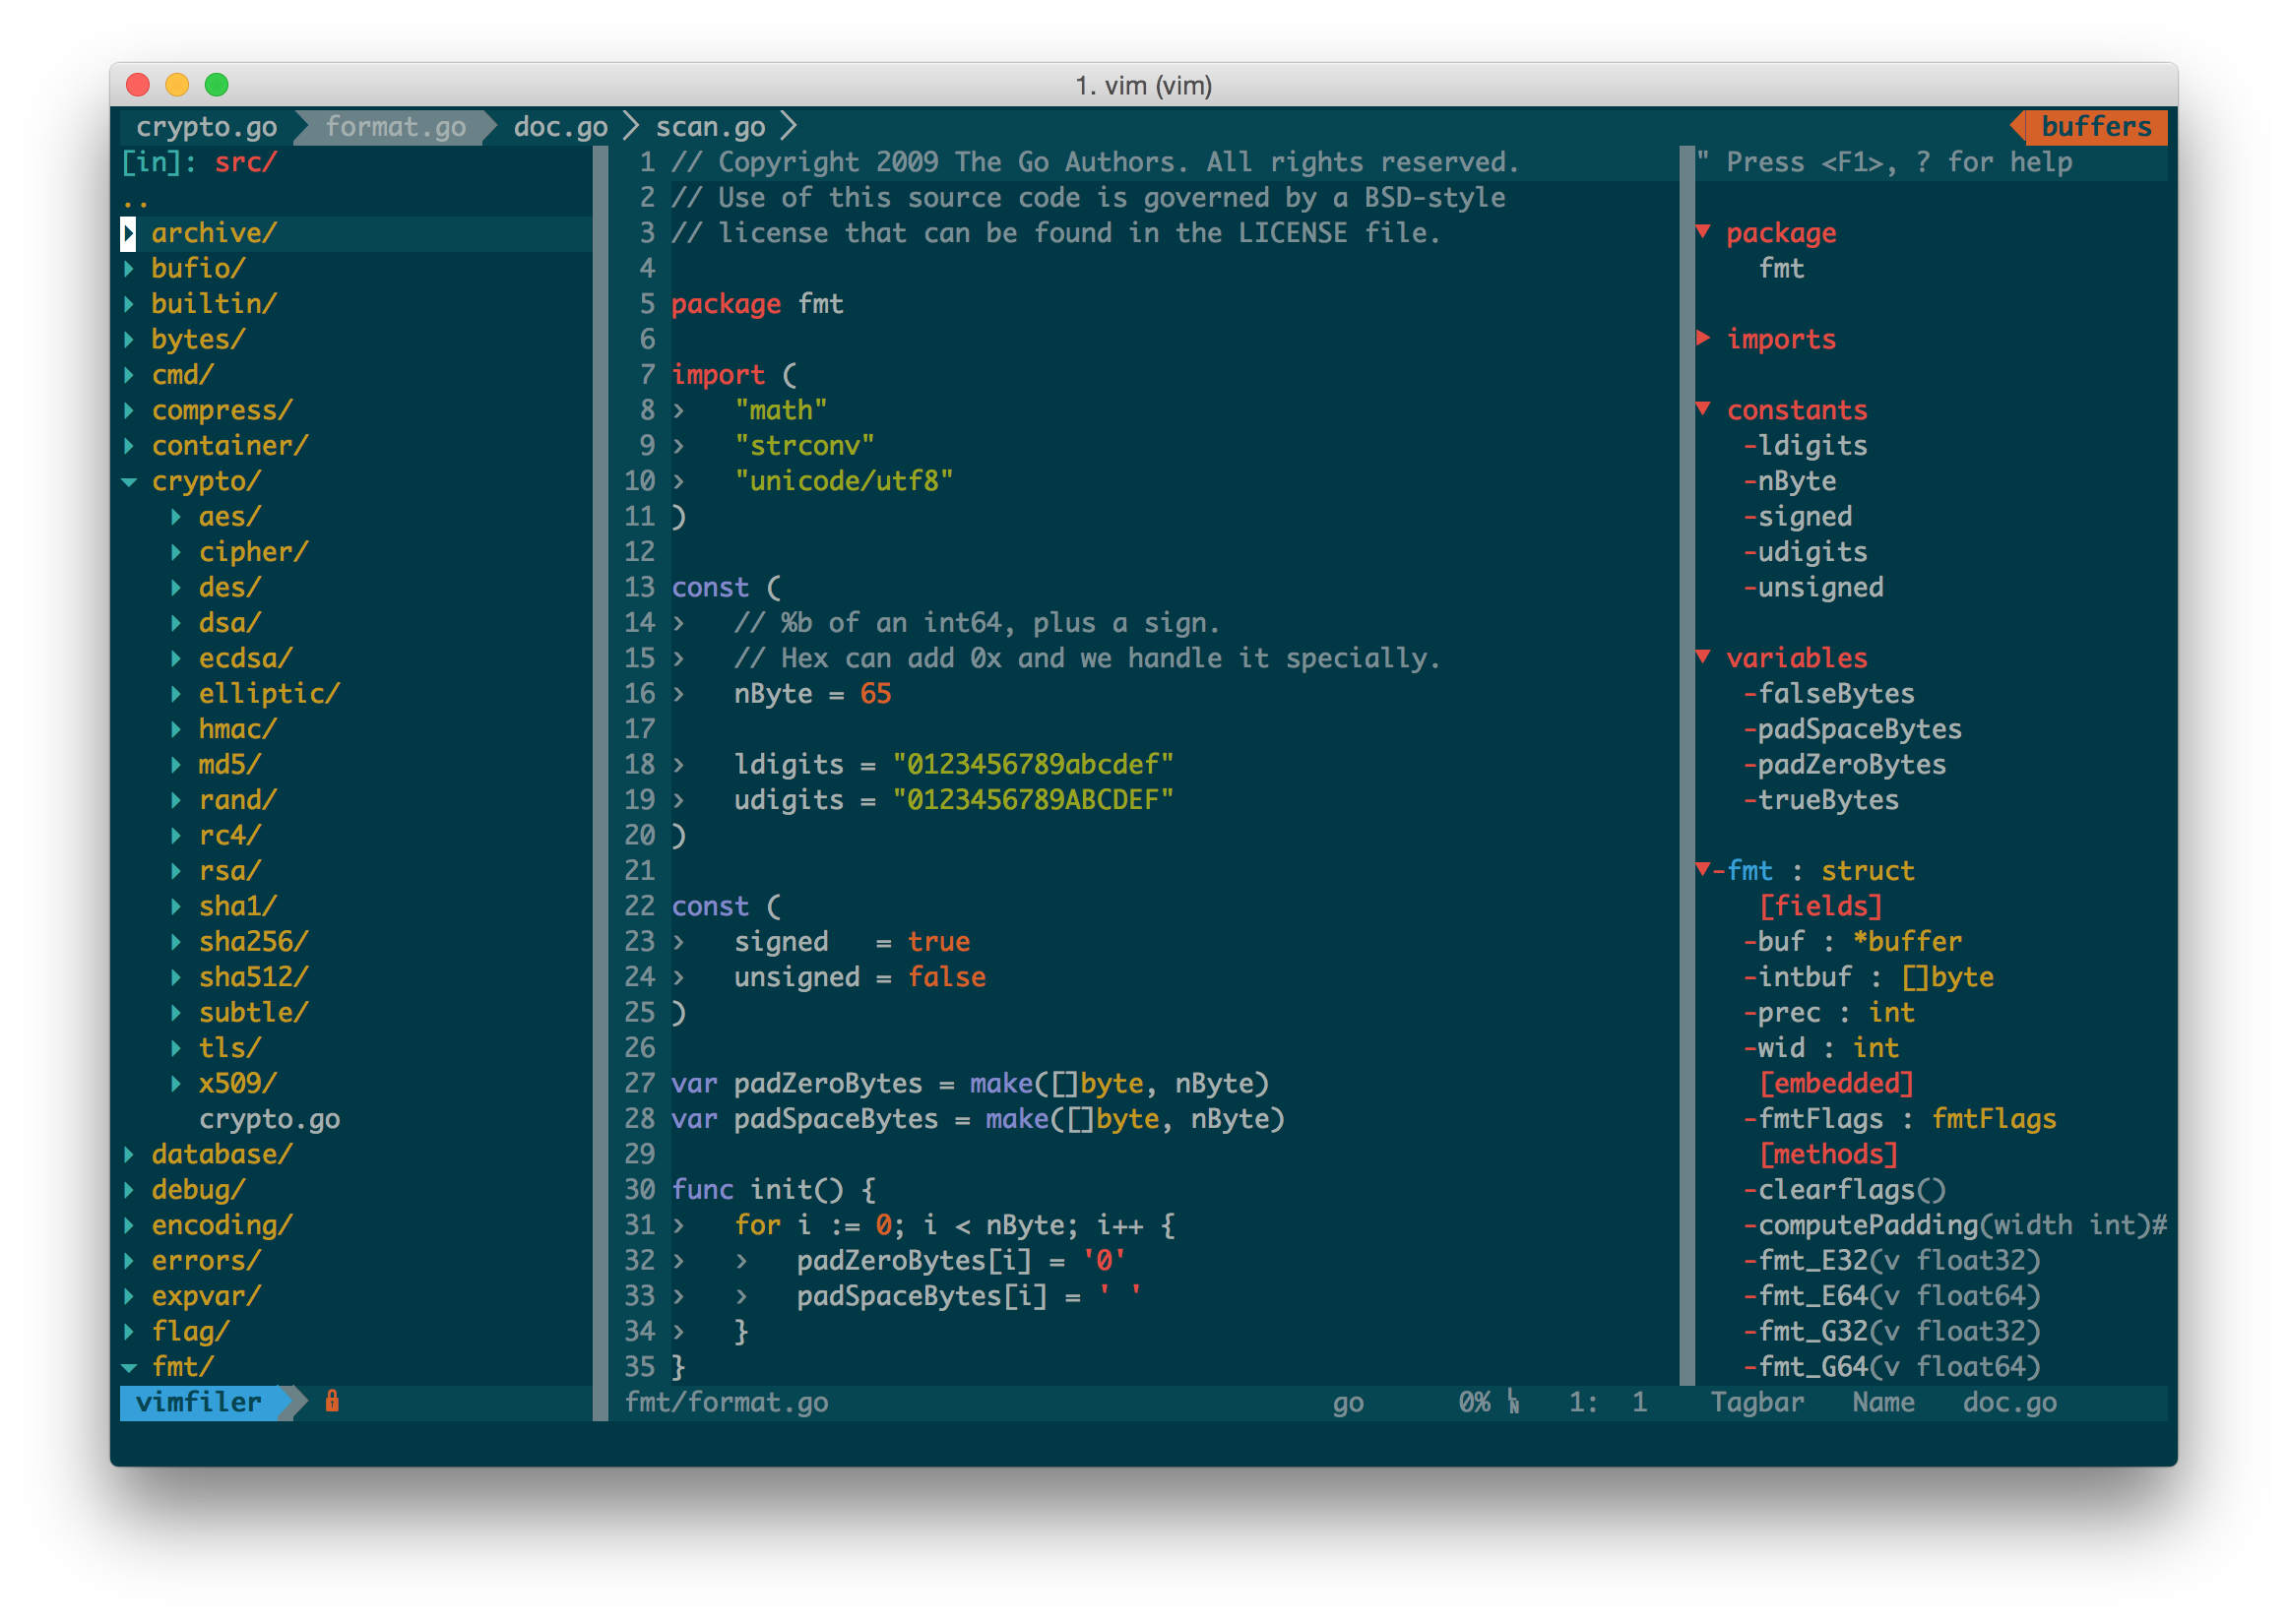 1. vim (vim)
crypto.go format.go doc.go scan.go buffers
[in]: src/
..
archive/
bufio/
builtin/
bytes/
cmd/
compress/
container/
crypto/
aes/
cipher/
des/
dsa/
ecdsa/
elliptic/
hmac/
md5/
rand/
rc4/
rsa/
sha1/
sha256/
sha512/
subtle/
tls/
x509/
crypto.go
database/
debug/
encoding/
errors/
expvar/
flag/
fmt/
vimfiler
1 // Copyright 2009 The Go Authors. All rights reserved.
2 // Use of this source code is governed by a BSD-style
3 // license that can be found in the LICENSE file.
4
5 package fmt
6
7 import (
8 › "math"
9 › "strconv"
10 › "unicode/utf8"
11 )
12
13 const (
14 › // %b of an int64, plus a sign.
15 › // Hex can add 0x and we handle it specially.
16 › nByte = 65
17
18 › ldigits = "0123456789abcdef"
19 › udigits = "0123456789ABCDEF"
20 )
21
22 const (
23 › signed   = true
24 › unsigned = false
25 )
26
27 var padZeroBytes = make([]byte, nByte)
28 var padSpaceBytes = make([]byte, nByte)
29
30 func init() {
31 › for i := 0; i < nByte; i++ {
32 › › padZeroBytes[i] = '0'
33 › › padSpaceBytes[i] = ' '
34 › }
35 }
fmt/format.go go 0% LN 1: 1
" Press <F1>, ? for help
▼ package
fmt
▶ imports
▼ constants
-ldigits
-nByte
-signed
-udigits
-unsigned
▼ variables
-falseBytes
-padSpaceBytes
-padZeroBytes
-trueBytes
▼-fmt : struct
[fields]
-buf : *buffer
-intbuf : []byte
-prec : int
-wid : int
[embedded]
-fmtFlags : fmtFlags
[methods]
-clearflags()
-computePadding(width int)#
-fmt_E32(v float32)
-fmt_E64(v float64)
-fmt_G32(v float32)
-fmt_G64(v float64)
Tagbar Name doc.go